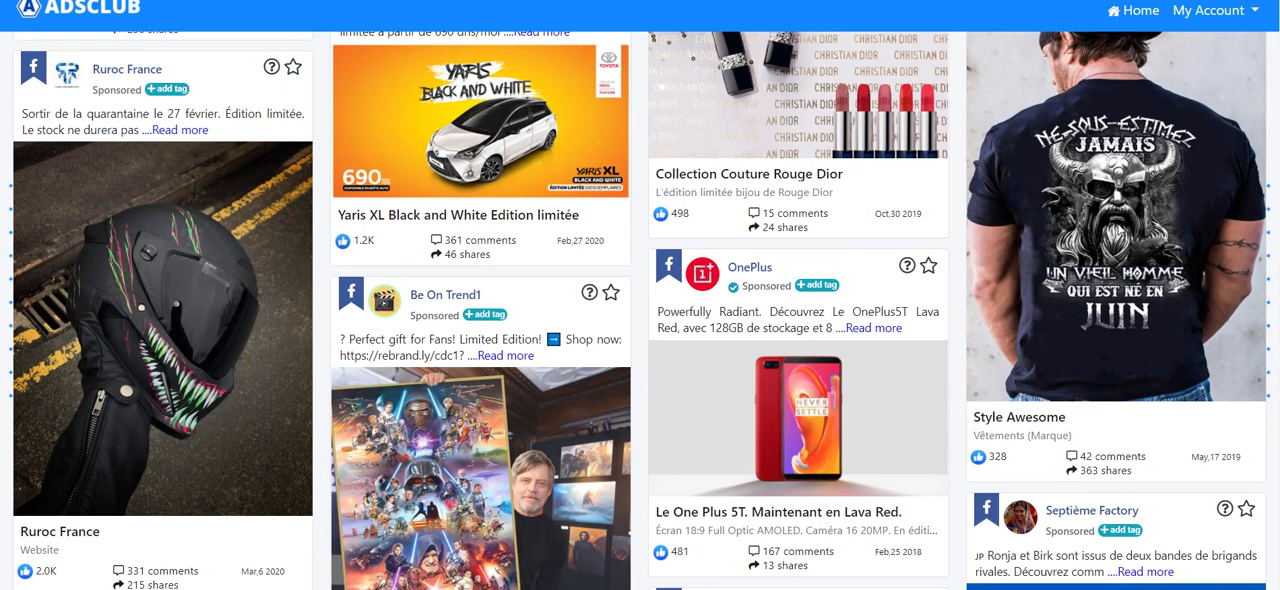 ADSCLUB
Home My Account
Ruroc France
Sponsored +add tag
Sortir de la quarantaine le 27 février. Édition limitée.
Le stock ne durera pas ....Read more
Ruroc France
Website
2.0K
331 comments
215 shares
Mar,6 2020
....Read more
YARIS
BLACK AND WHITE
TOYOTA
690
YARIS XL
BLACK AND WHITE
Yaris XL Black and White Edition limitée
1.2K
361 comments
46 shares
Feb,27 2020
Be On Trend1
Sponsored +add tag
? Perfect gift for Fans! Limited Edition! Shop now:
https://rebrand.ly/cdc1? ....Read more
CHRISTIAN DIOR
Collection Couture Rouge Dior
L'édition limitée bijou de Rouge Dior
498
15 comments
24 shares
Oct,30 2019
OnePlus
Sponsored +add tag
Powerfully Radiant. Découvrez Le OnePlus5T Lava
Red, avec 128GB de stockage et 8 ....Read more
NEVER
SETTLE
Le One Plus 5T. Maintenant en Lava Red.
Écran 18:9 Full Optic AMOLED. Caméra 16 20MP. En éditi...
481
167 comments
13 shares
Feb,25 2018
NE-SOUS-ESTIMEZ
JAMAIS
UN VIEIL HOMME
QUI EST NÉ EN
JUIN
Style Awesome
Vêtements (Marque)
328
42 comments
363 shares
May,17 2019
Septième Factory
Sponsored +add tag
Ronja et Birk sont issus de deux bandes de brigands
rivales. Découvrez comm ....Read more